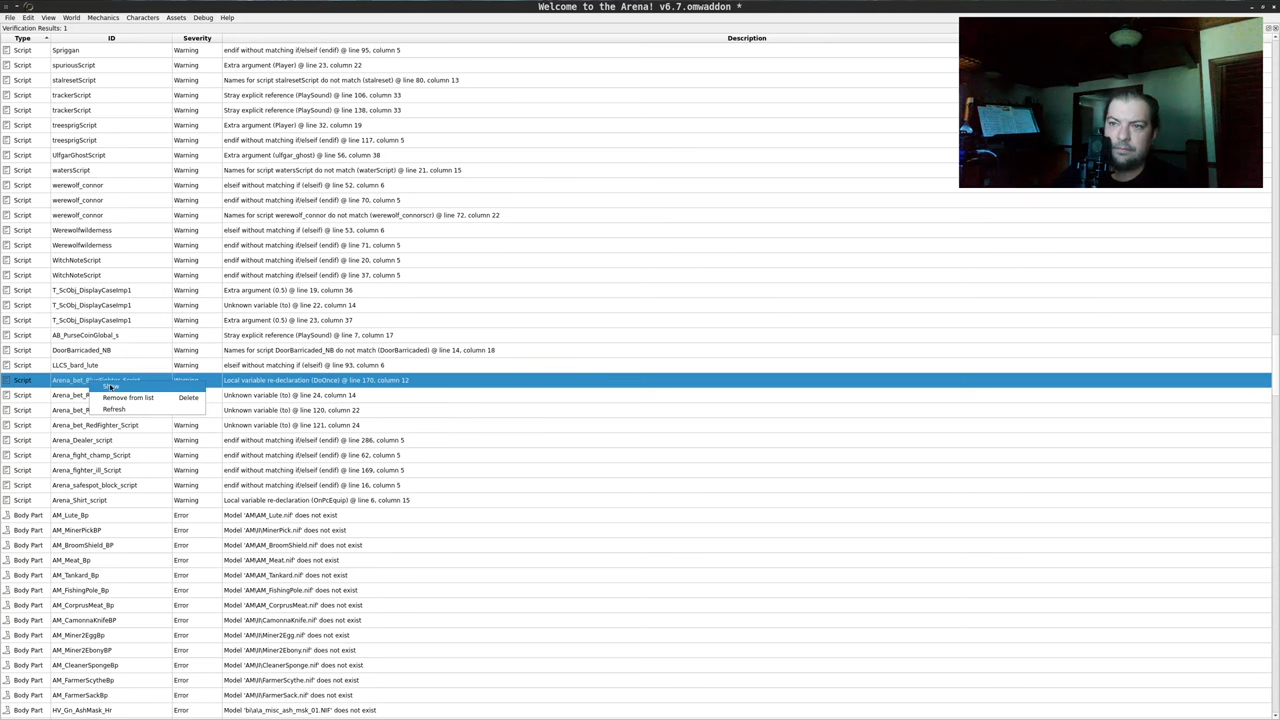 Welcome to the Arena! v6.7.omwaddon *
File Edit View World Mechanics Characters Assets Debug Help
Verification Results: 1
Type ID Severity Description
Script Spriggan Warning endif without matching if/elseif (endif) @ line 95, column 5
Script spuriousScript Warning Extra argument (Player) @ line 23, column 22
Script stalresetScript Warning Names for script stalresetScript do not match (stalreset) @ line 80, column 13
Script trackerScript Warning Stray explicit reference (PlaySound) @ line 106, column 33
Script trackerScript Warning Stray explicit reference (PlaySound) @ line 138, column 33
Script treesprigScript Warning Extra argument (Player) @ line 32, column 19
Script treesprigScript Warning endif without matching if/elseif (endif) @ line 117, column 5
Script UlfgarGhostScript Warning Extra argument (ulfgar_ghost) @ line 56, column 38
Script watersScript Warning Names for script watersScript do not match (waterScript) @ line 21, column 15
Script werewolf_connor Warning elseif without matching if (elseif) @ line 52, column 6
Script werewolf_connor Warning endif without matching if/elseif (endif) @ line 70, column 5
Script werewolf_connor Warning Names for script werewolf_connor do not match (werewolf_connorscr) @ line 72, column 22
Script Werewolfwilderness Warning elseif without matching if (elseif) @ line 53, column 6
Script Werewolfwilderness Warning endif without matching if/elseif (endif) @ line 71, column 5
Script WitchNoteScript Warning endif without matching if/elseif (endif) @ line 20, column 5
Script WitchNoteScript Warning endif without matching if/elseif (endif) @ line 37, column 5
Script T_ScObj_DisplayCaseImp1 Warning Extra argument (0.5) @ line 19, column 36
Script T_ScObj_DisplayCaseImp1 Warning Unknown variable (to) @ line 22, column 14
Script T_ScObj_DisplayCaseImp1 Warning Extra argument (0.5) @ line 23, column 37
Script AB_PurseCoinGlobal_s Warning Stray explicit reference (PlaySound) @ line 7, column 17
Script DoorBarricaded_NB Warning Names for script DoorBarricaded_NB do not match (DoorBarricaded) @ line 14, column 18
Script LLCS_bard_lute Warning elseif without matching if (elseif) @ line 93, column 6
Script Arena_bet_BlueFighter_Script Warning Local variable re-declaration (DoOnce) @ line 170, column 12
Show
Script Arena_bet_R Unknown variable (to) @ line 24, column 14
Remove from list Delete
Script Arena_bet_R Unknown variable (to) @ line 120, column 22
Refresh
Script Arena_bet_RedFighter_Script Warning Unknown variable (to) @ line 121, column 24
Script Arena_Dealer_script Warning endif without matching if/elseif (endif) @ line 286, column 5
Script Arena_fight_champ_Script Warning endif without matching if/elseif (endif) @ line 62, column 5
Script Arena_fighter_ill_Script Warning endif without matching if/elseif (endif) @ line 169, column 5
Script Arena_safespot_block_script Warning endif without matching if/elseif (endif) @ line 16, column 5
Script Arena_Shirt_script Warning Local variable re-declaration (OnPcEquip) @ line 6, column 15
Body Part AM_Lute_Bp Error Model 'AM\AM_Lute.nif' does not exist
Body Part AM_MinerPickBP Error Model 'AM\II\MinerPick.nif' does not exist
Body Part AM_BroomShield_BP Error Model 'AM\AM_BroomShield.nif' does not exist
Body Part AM_Meat_Bp Error Model 'AM\AM_Meat.nif' does not exist
Body Part AM_Tankard_Bp Error Model 'AM\AM_Tankard.nif' does not exist
Body Part AM_FishingPole_Bp Error Model 'AM\AM_FishingPole.nif' does not exist
Body Part AM_CorprusMeat_Bp Error Model 'AM\AM_CorprusMeat.nif' does not exist
Body Part AM_CamonnaKnifeBP Error Model 'AM\II\CamonnaKnife.nif' does not exist
Body Part AM_Miner2EggBp Error Model 'AM\II\Miner2Egg.nif' does not exist
Body Part AM_Miner2EbonyBP Error Model 'AM\II\Miner2Ebony.nif' does not exist
Body Part AM_CleanerSpongeBp Error Model 'AM\II\CleanerSponge.nif' does not exist
Body Part AM_FarmerScytheBp Error Model 'AM\II\FarmerScythe.nif' does not exist
Body Part AM_FarmerSackBp Error Model 'AM\II\FarmerSack.nif' does not exist
Body Part HV_Gn_AshMask_Hr Error Model 'bi\a\a_misc_ash_msk_01.NIF' does not exist